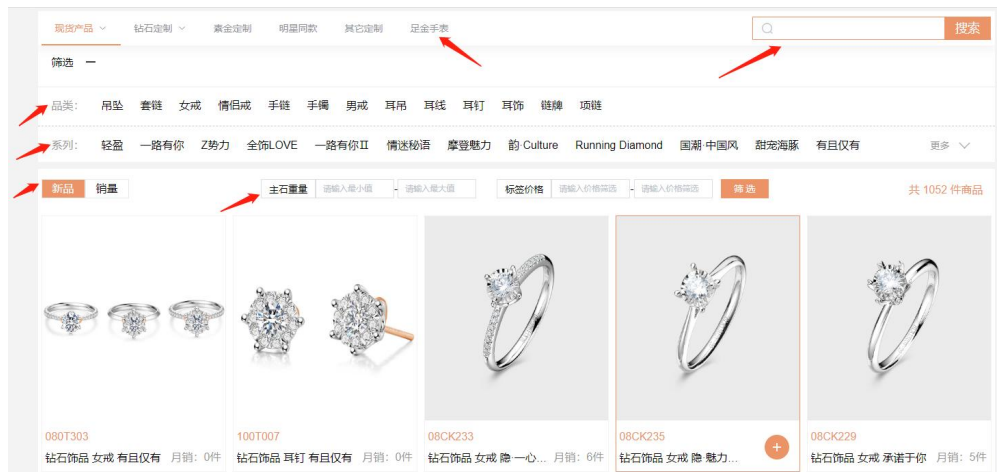 现货产品 钻石定制 素金定制 明星同款 其它定制 足金手表 搜索
筛选
品类: 吊坠 套链 女戒 情侣戒 手链 手镯 男戒 耳吊 耳线 耳钉 耳饰 链牌 项链
系列: 轻盈 一路有你 Z势力 全饰LOVE 一路有你II 情迷秘语 摩登魅力 韵·Culture Running Diamond 国潮·中国风 甜宠海豚 有且仅有 更多
新品 销量 主石重量 请输入最小值 - 请输入最大值 标签价格 请输入价格筛选 - 请输入价格筛选 筛选 共 1052 件商品
080T303 100T007 08CK233 08CK235 08CK229
钻石饰品 女戒 有且仅有 月销: 0件 钻石饰品 耳钉 有且仅有 月销: 0件 钻石饰品 女戒 隐·一心... 月销: 6件 钻石饰品 女戒 隐·魅力... 钻石饰品 女戒 承诺于你 月销: 5件